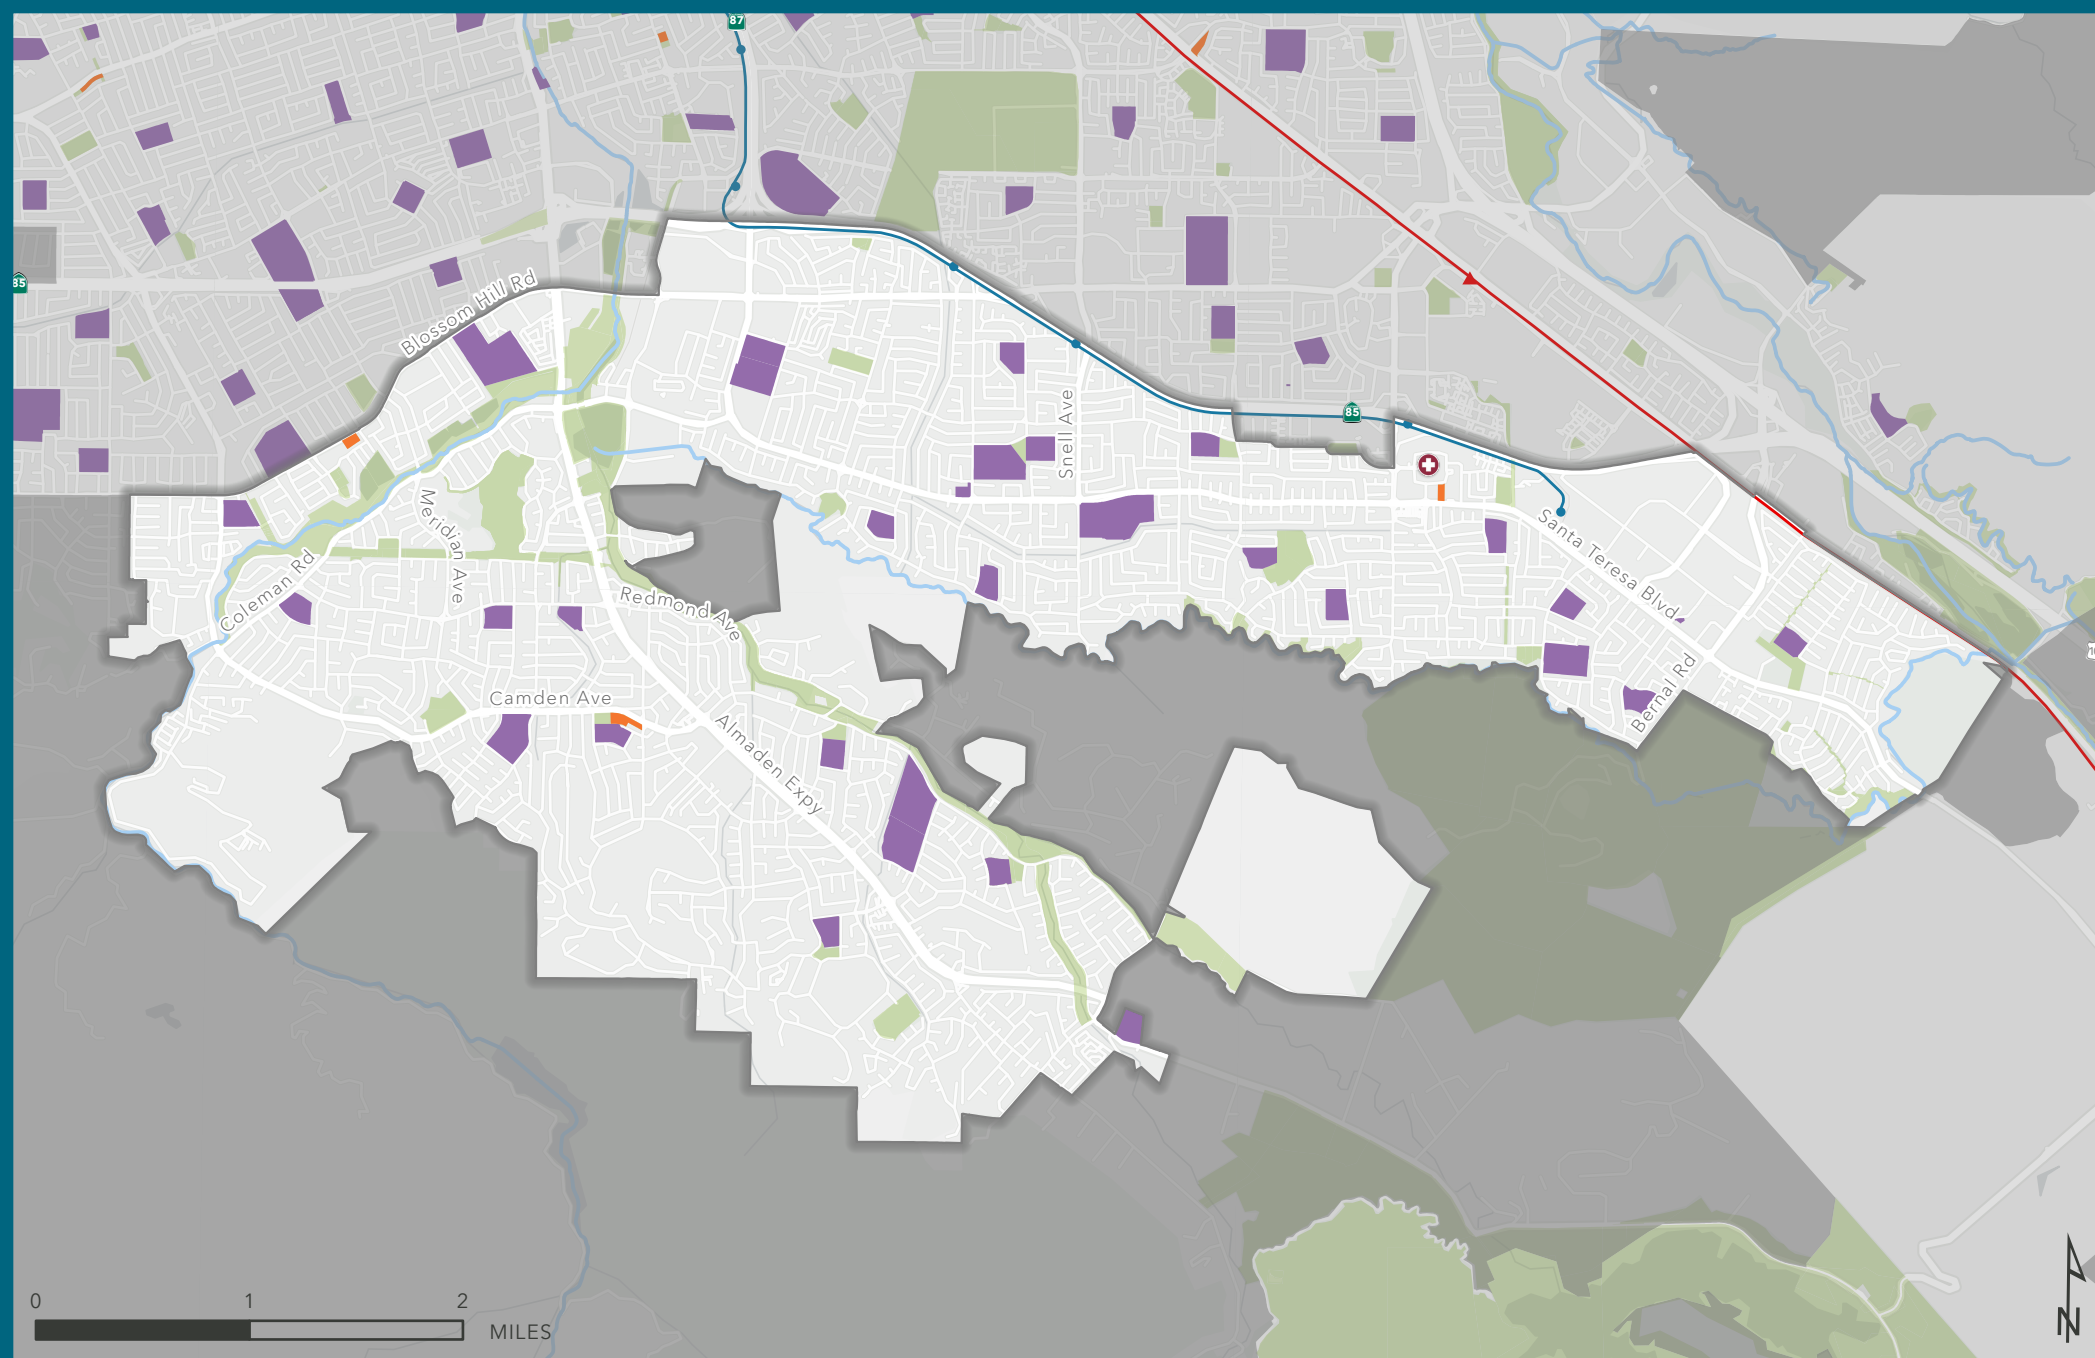 87
85
Blossom Hill Rd
85
Snell Ave
Meridian Ave
Santa Teresa Blvd
Coleman Rd
Redmond Ave
Bernal Rd
Camden Ave
Almaden Expy
0 1 2
MILES
N